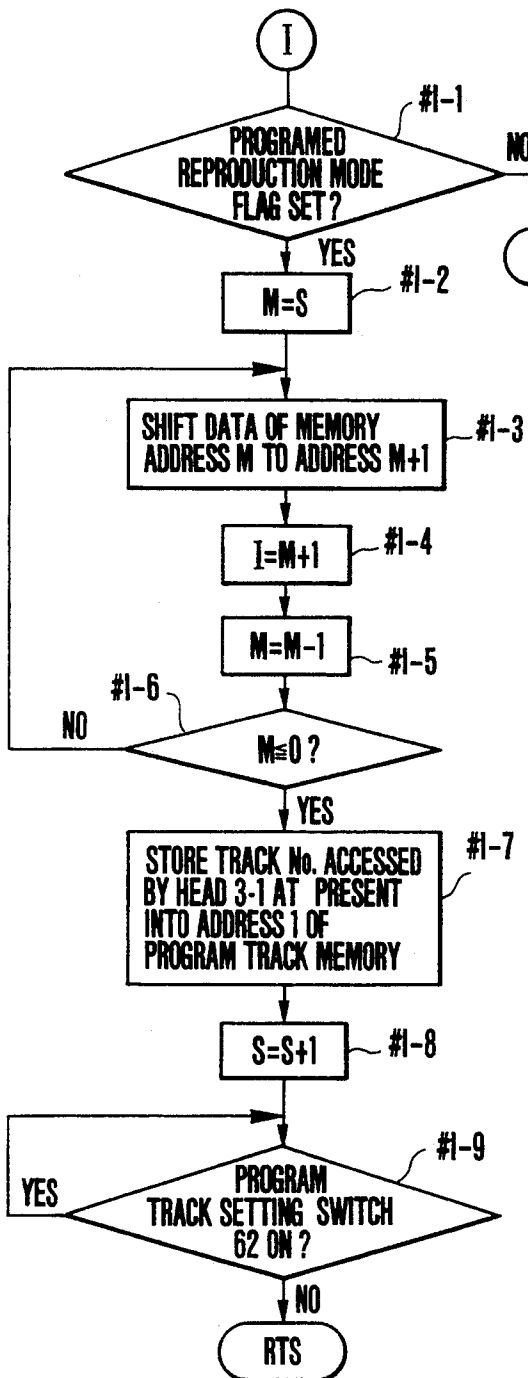 I
#I-1
PROGRAMED
REPRODUCTION MODE
FLAG SET?
NO
YES
#I-2
M=S
SHIFT DATA OF MEMORY
ADDRESS M TO ADDRESS M+1
#I-3
I=M+1
#I-4
M=M-1
#I-5
#I-6
NO
M≦0?
YES
STORE TRACK No. ACCESSED
BY HEAD 3-1 AT PRESENT
INTO ADDRESS 1 OF
PROGRAM TRACK MEMORY
#I-7
S=S+1
#I-8
#I-9
YES
PROGRAM
TRACK SETTING SWITCH
62 ON?
NO
RTS